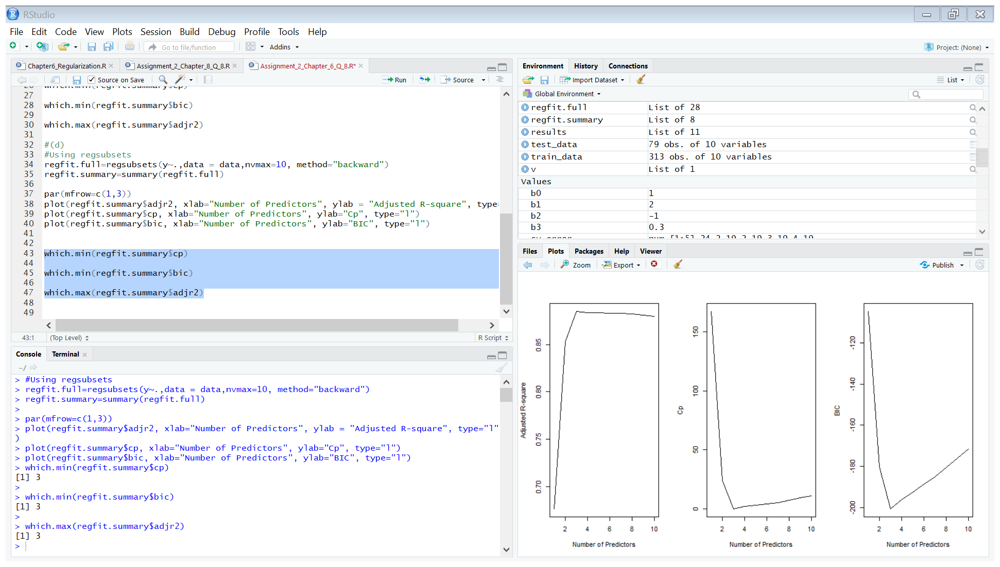 RStudio
File Edit Code View Plots Session Build Debug Profile Tools Help
Go to file/function Addins Project: (None)
Chapter6_Regularization.R Assignment_2_Chapter_8_Q_8.R Assignment_2_Chapter_6_Q_8.R*
Source on Save Run Source
26 which.min(regfit.summary$cp)
27
28 which.min(regfit.summary$bic)
29
30 which.max(regfit.summary$adjr2)
31
32 #(d)
33 #Using regsubsets
34 regfit.full=regsubsets(y~.,data = data,nvmax=10, method="backward")
35 regfit.summary=summary(regfit.full)
36
37 par(mfrow=c(1,3))
38 plot(regfit.summary$adjr2, xlab="Number of Predictors", ylab = "Adjusted R-square", type=
39 plot(regfit.summary$cp, xlab="Number of Predictors", ylab="Cp", type="l")
40 plot(regfit.summary$bic, xlab="Number of Predictors", ylab="BIC", type="l")
41
42
43 which.min(regfit.summary$cp)
44
45 which.min(regfit.summary$bic)
46
47 which.max(regfit.summary$adjr2)
48
49
43:1 (Top Level) R Script
Console Terminal
~/
> #Using regsubsets
> regfit.full=regsubsets(y~.,data = data,nvmax=10, method="backward")
> regfit.summary=summary(regfit.full)
>
> par(mfrow=c(1,3))
> plot(regfit.summary$adjr2, xlab="Number of Predictors", ylab = "Adjusted R-square", type="l"
)
> plot(regfit.summary$cp, xlab="Number of Predictors", ylab="Cp", type="l")
> plot(regfit.summary$bic, xlab="Number of Predictors", ylab="BIC", type="l")
> which.min(regfit.summary$cp)
[1] 3
>
> which.min(regfit.summary$bic)
[1] 3
>
> which.max(regfit.summary$adjr2)
[1] 3
>
Environment History Connections
Import Dataset List
Global Environment
regfit.full List of 28
regfit.summary List of 8
results List of 11
test_data 79 obs. of 10 variables
train_data 313 obs. of 10 variables
v List of 1
Values
b0 1
b1 2
b2 -1
b3 0.3
cv.error num [1:5] 24.2 19.2 19.3 19.4 19
Files Plots Packages Help Viewer
Zoom Export Publish
Adjusted R-square
0.85
0.80
0.75
0.70
2 4 6 8 10
Number of Predictors
Cp
150
100
50
0
2 4 6 8 10
Number of Predictors
BIC
-120
-140
-160
-180
-200
2 4 6 8 10
Number of Predictors